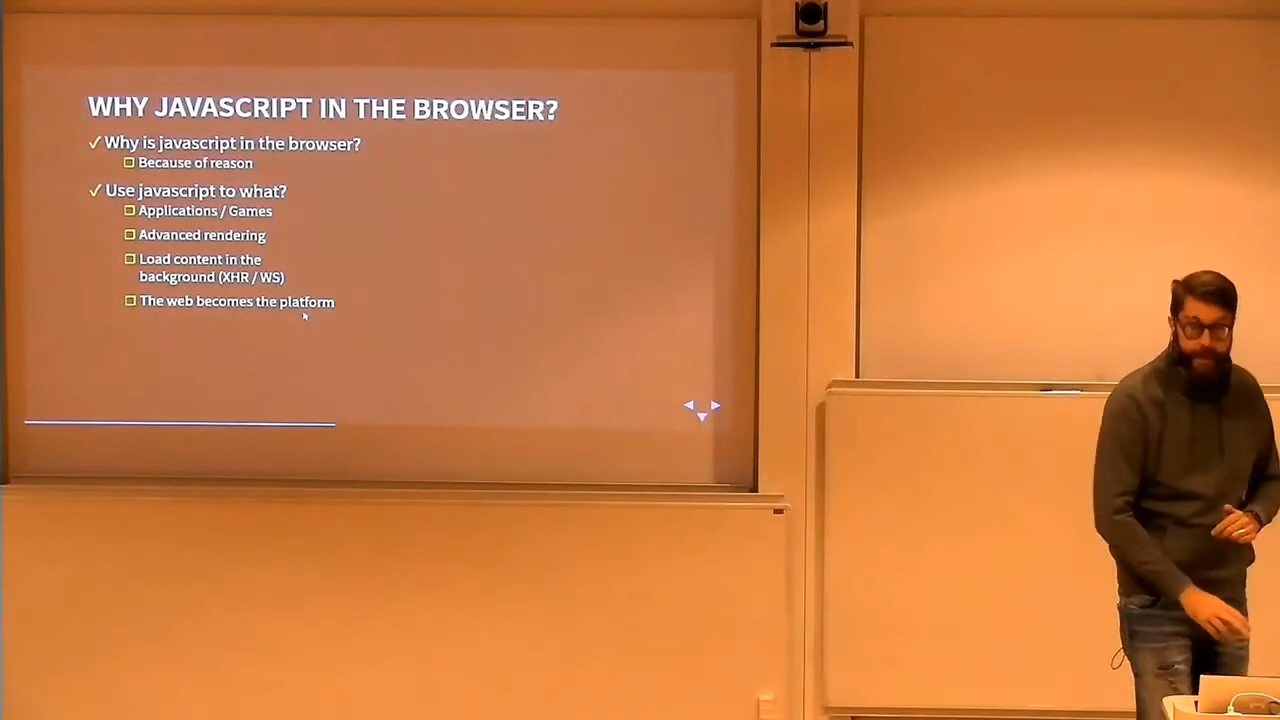 WHY JAVASCRIPT IN THE BROWSER?
✓ Why is javascript in the browser?
Because of reason
✓ Use javascript to what?
Applications / Games
Advanced rendering
Load content in the
background (XHR / WS)
The web becomes the platform